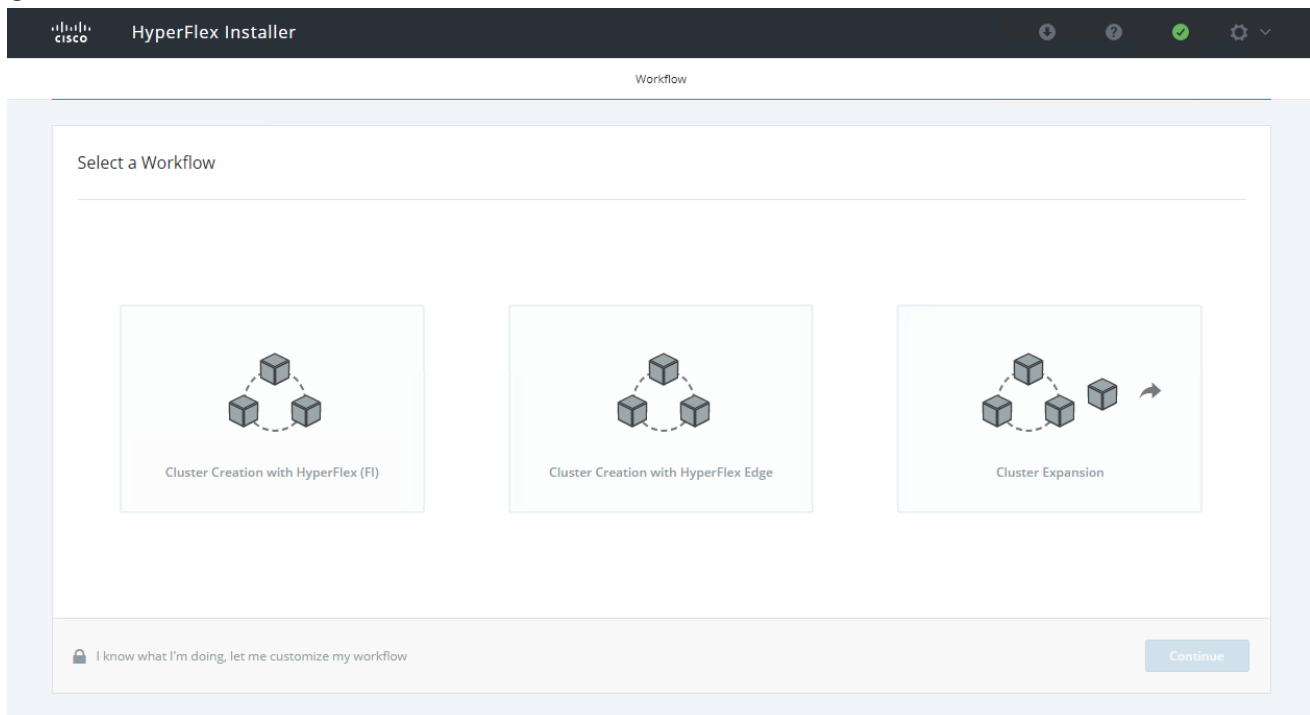 CISCO
HyperFlex Installer
Workflow
Select a Workflow
Cluster Creation with HyperFlex (FI)
Cluster Creation with HyperFlex Edge
Cluster Expansion
I know what I'm doing, let me customize my workflow
Continue